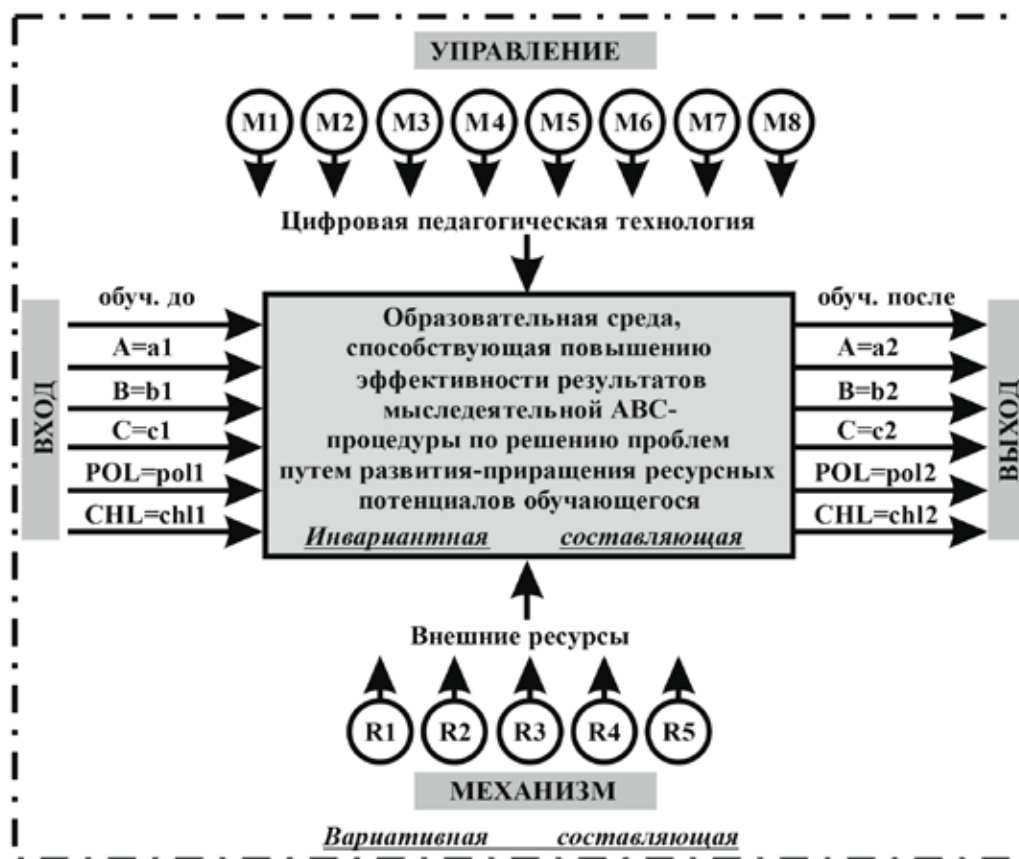 УПРАВЛЕНИЕ
M1 M2 M3 M4 M5 M6 M7 M8
Цифровая педагогическая технология
ВХОД
обуч. до
A=a1
B=b1
C=c1
POL=pol1
CHL=chl1
Образовательная среда,
способствующая повышению
эффективности результатов
мыследеятельной АВС-
процедуры по решению проблем
путем развития-приращения ресурсных
потенциалов обучающегося
Инвариантная составляющая
обуч. после
A=a2
B=b2
C=c2
POL=pol2
CHL=chl2
ВЫХОД
Внешние ресурсы
R1 R2 R3 R4 R5
МЕХАНИЗМ
Вариативная составляющая